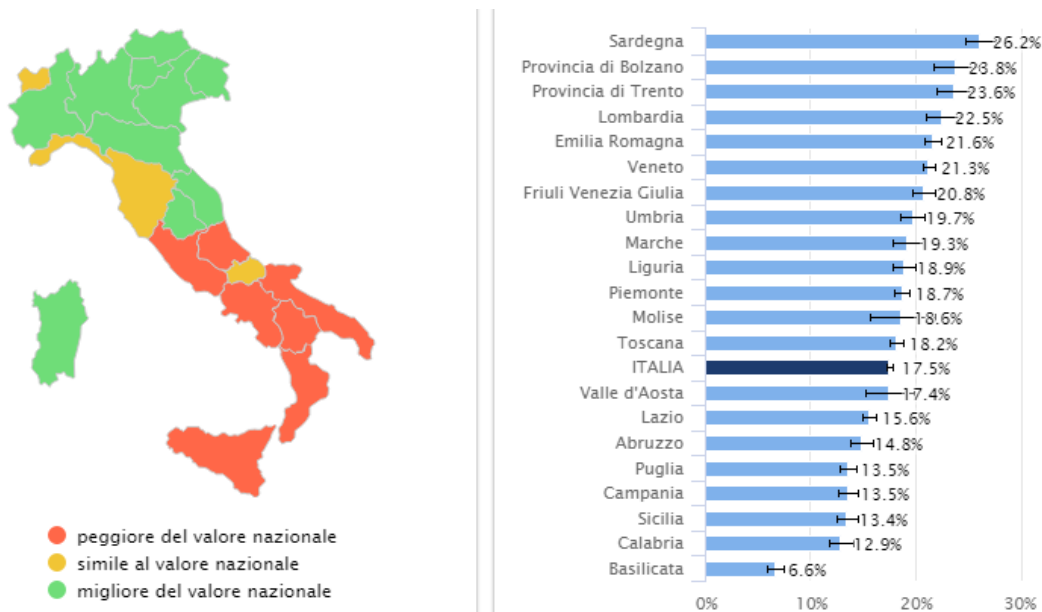 peggiore del valore nazionale
simile al valore nazionale
migliore del valore nazionale
Sardegna 26.2%
Provincia di Bolzano 23.8%
Provincia di Trento 23.6%
Lombardia 22.5%
Emilia Romagna 21.6%
Veneto 21.3%
Friuli Venezia Giulia 20.8%
Umbria 19.7%
Marche 19.3%
Liguria 18.9%
Piemonte 18.7%
Molise 18.6%
Toscana 18.2%
ITALIA 17.5%
Valle d'Aosta 17.4%
Lazio 15.6%
Abruzzo 14.8%
Puglia 13.5%
Campania 13.5%
Sicilia 13.4%
Calabria 12.9%
Basilicata 6.6%
0% 10% 20% 30%